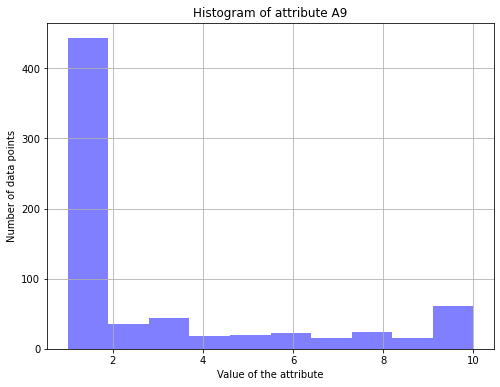 Histogram of attribute A9
Number of data points
400
300
200
100
0
2 4 6 8 10
Value of the attribute